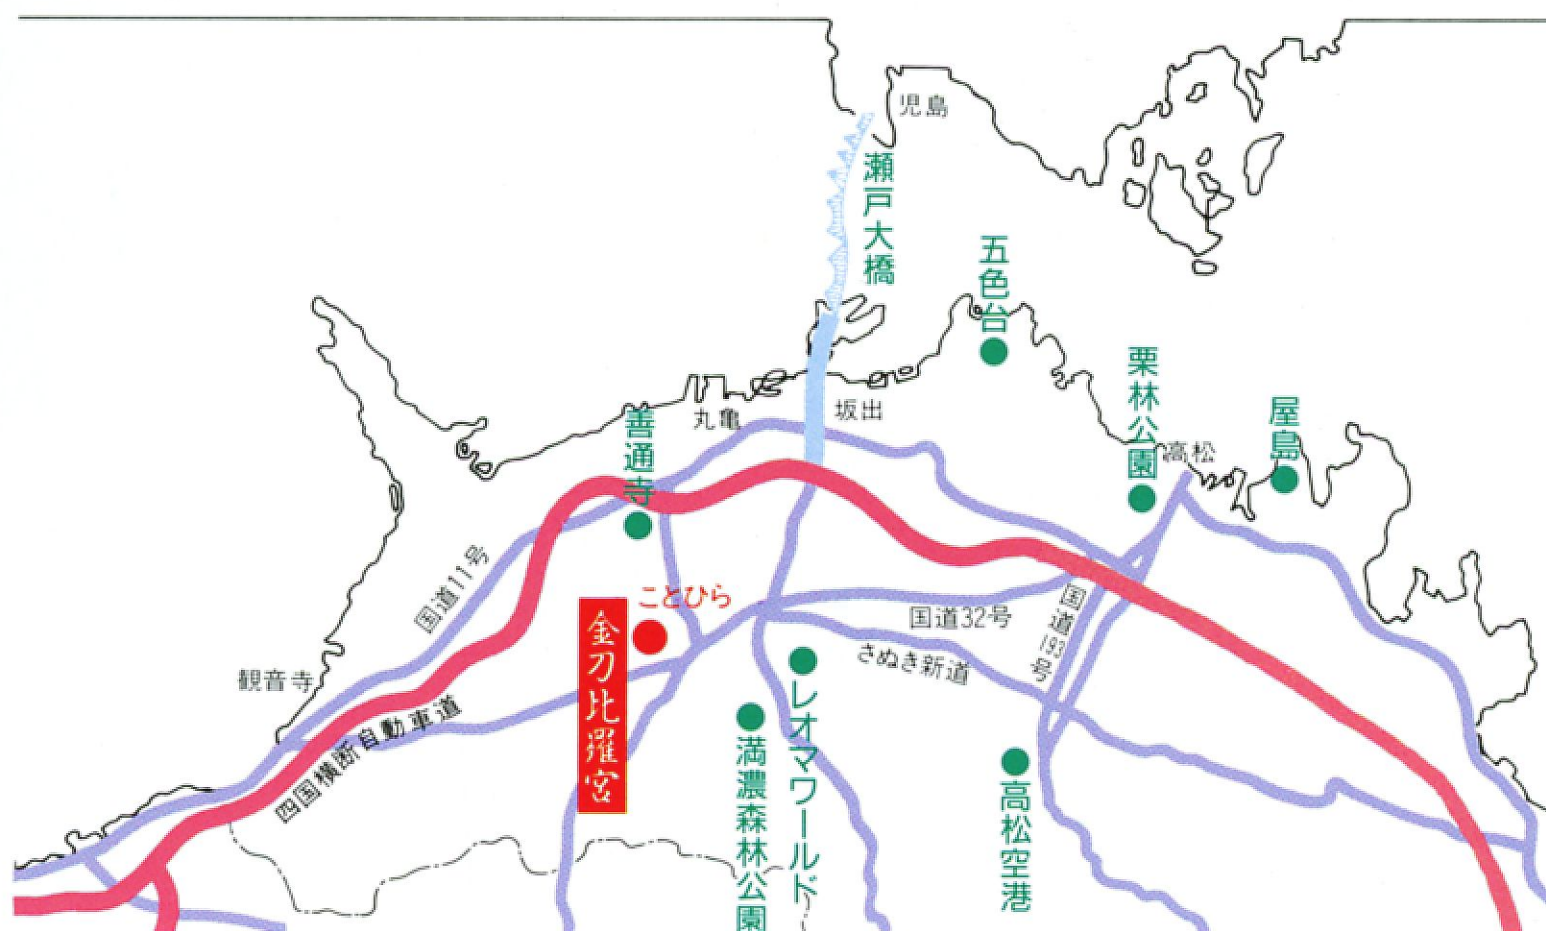 児島
瀬戸大橋
五色台
栗林公園
屋島
高松
坂出
丸亀
善通寺
国道11号
ことひら
金刀比羅宮
国道32号
国道193号
さぬき新道
観音寺
四国横断自動車道
レオマワールド
満濃森林公園
高松空港